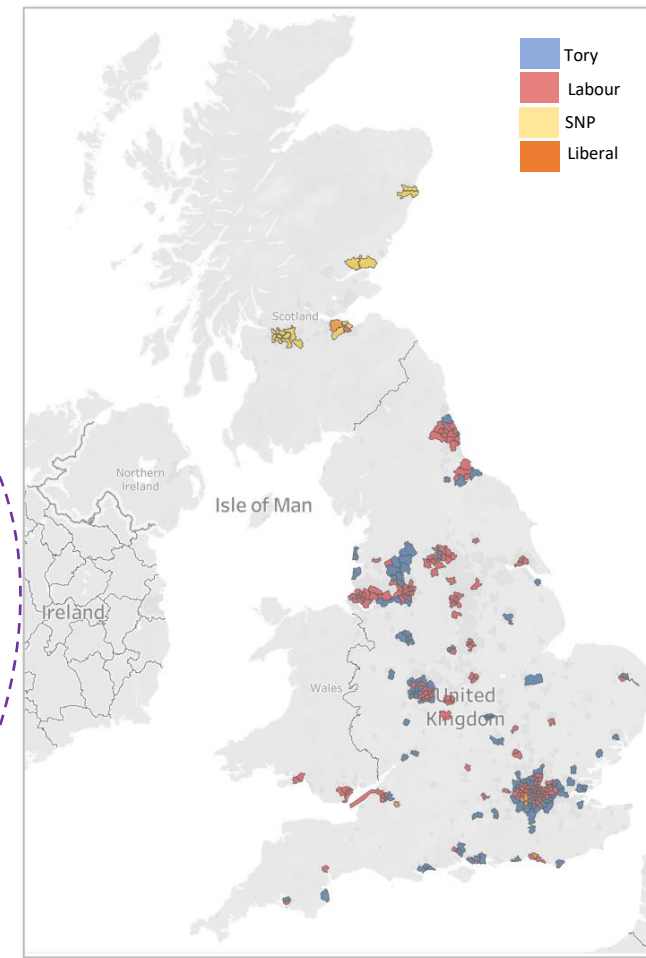 Tory
Labour
SNP
Liberal
Scotland
Northern
Ireland
Isle of Man
Ireland
Wales
United
Kingdom